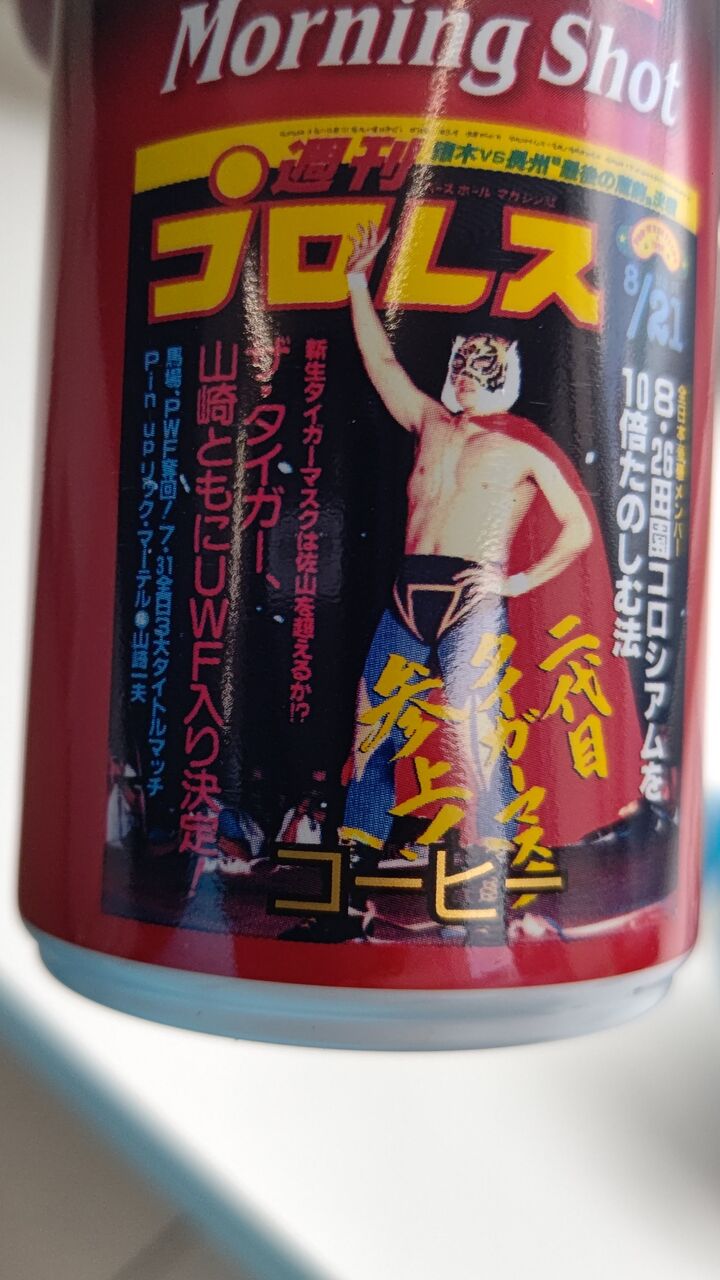 Morning Shot
猪木vs長州“最後の
週刊
プロレス
ベースボール マガジン社
8/21
全日本
メンバー
8・26田園コロシアムを
10倍たのしむ法
新生タイガーマスクは佐山を超えるか!?
ザ・タイガー、
山崎ともにUWF入り決定！
馬場、PWF奪回！7・31全日3大タイトルマッチ
Pin up リック・マーテル
山崎一夫
二代目
タイガーマスク
参上
コーヒー